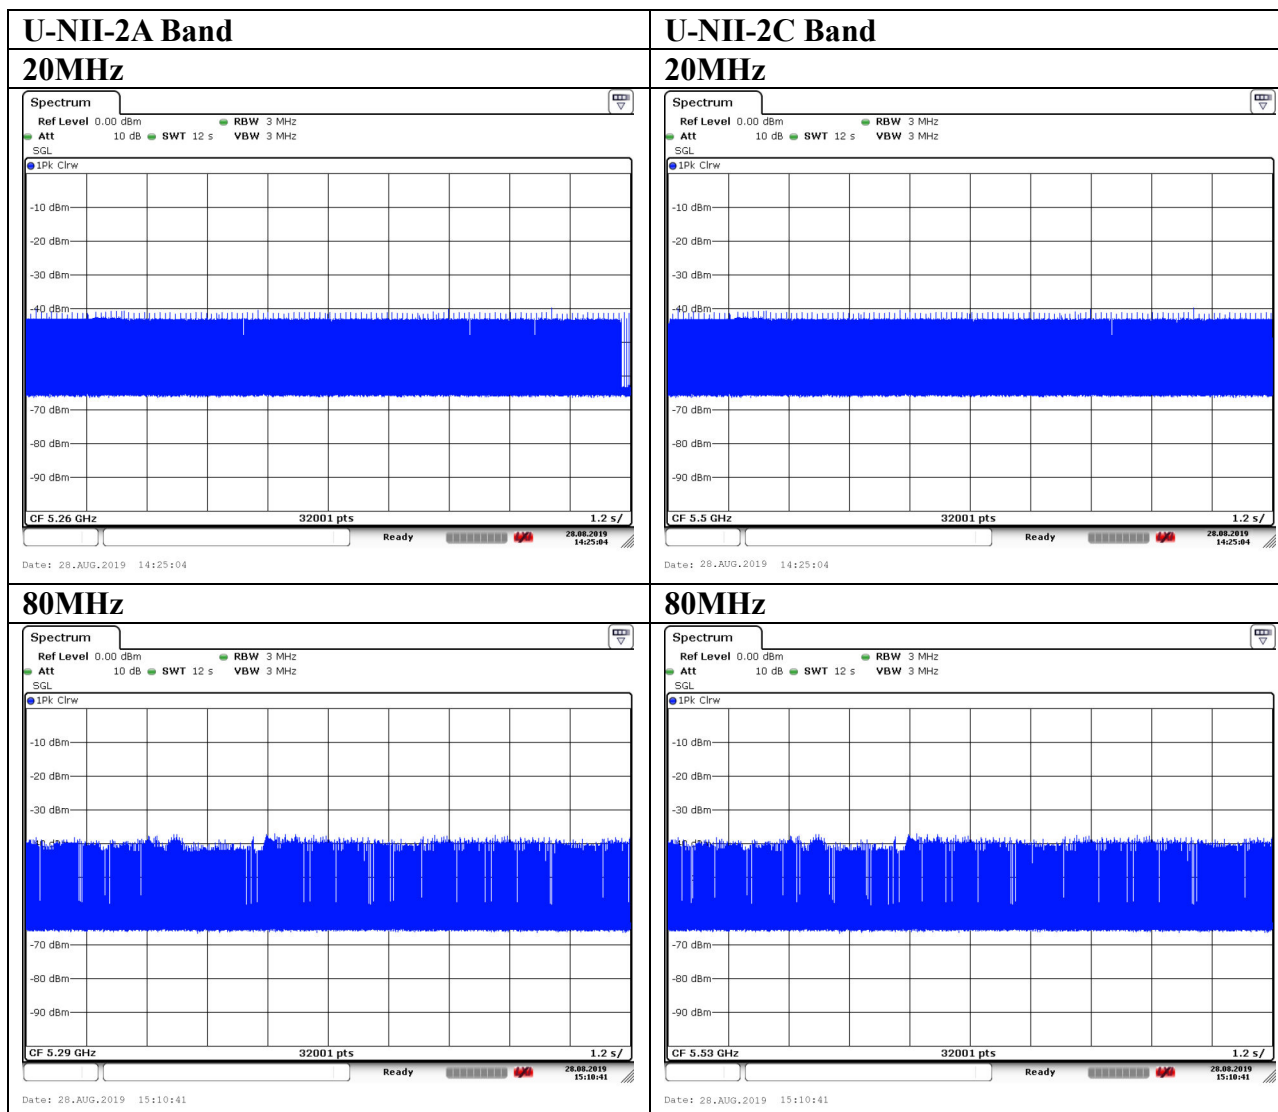 U-NII-2A Band
U-NII-2C Band
20MHz
20MHz
Spectrum
Ref Level 0.00 dBm RBW 3 MHz
Att 10 dB SWT 12 s VBW 3 MHz
SGL
1Pk Clrw
-10 dBm
-20 dBm
-30 dBm
-40 dBm
-70 dBm
-80 dBm
-90 dBm
CF 5.26 GHz 32001 pts 1.2 s/
Ready 28.08.2019
14:25:04
Date: 28.AUG.2019 14:25:04
Spectrum
Ref Level 0.00 dBm RBW 3 MHz
Att 10 dB SWT 12 s VBW 3 MHz
SGL
1Pk Clrw
-10 dBm
-20 dBm
-30 dBm
-40 dBm
-70 dBm
-80 dBm
-90 dBm
CF 5.5 GHz 32001 pts 1.2 s/
Ready 28.08.2019
14:25:04
Date: 28.AUG.2019 14:25:04
80MHz
80MHz
Spectrum
Ref Level 0.00 dBm RBW 3 MHz
Att 10 dB SWT 12 s VBW 3 MHz
SGL
1Pk Clrw
-10 dBm
-20 dBm
-30 dBm
-70 dBm
-80 dBm
-90 dBm
CF 5.29 GHz 32001 pts 1.2 s/
Ready 28.08.2019
15:10:41
Date: 28.AUG.2019 15:10:41
Spectrum
Ref Level 0.00 dBm RBW 3 MHz
Att 10 dB SWT 12 s VBW 3 MHz
SGL
1Pk Clrw
-10 dBm
-20 dBm
-30 dBm
-70 dBm
-80 dBm
-90 dBm
CF 5.53 GHz 32001 pts 1.2 s/
Ready 28.08.2019
15:10:41
Date: 28.AUG.2019 15:10:41